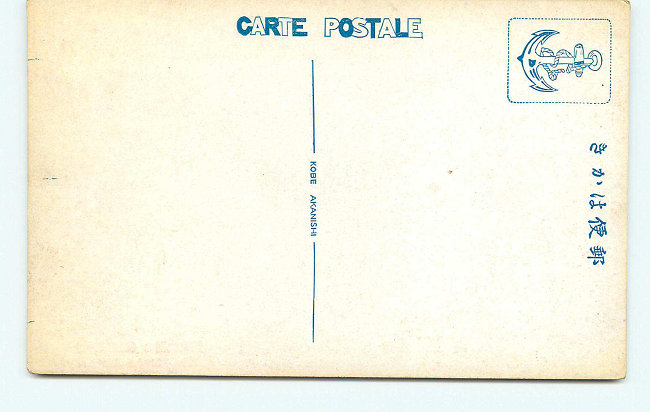 CARTE POSTALE
KOBE AKANISHI
郵便はかき